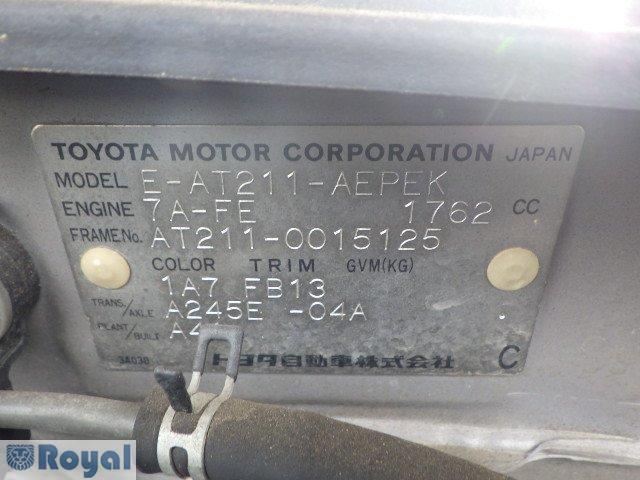 TOYOTA MOTOR CORPORATION JAPAN
MODEL E-AT211-AEPEK
ENGINE 7A-FE 1762 CC
FRAME No. AT211-0015125
COLOR TRIM GVM(KG)
1A7 FB13
TRANS./AXLE A245E -04A
PLANT/BUILT A4
3A038 トヨタ自動車株式会社 C
Royal